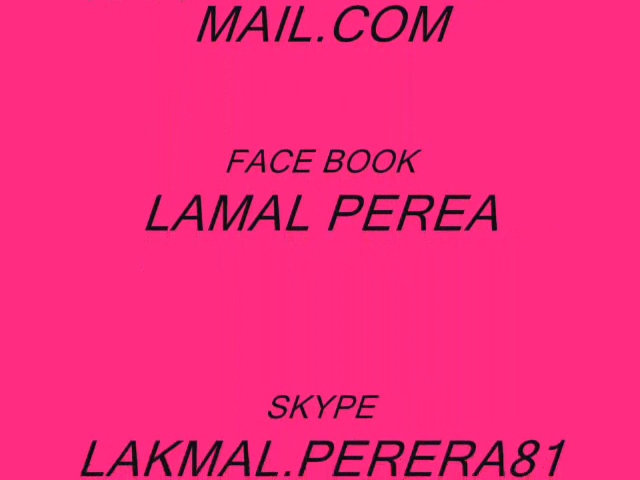 MAIL.COM
FACE BOOK
LAMAL PEREA
SKYPE
LAKMAL.PERERA81